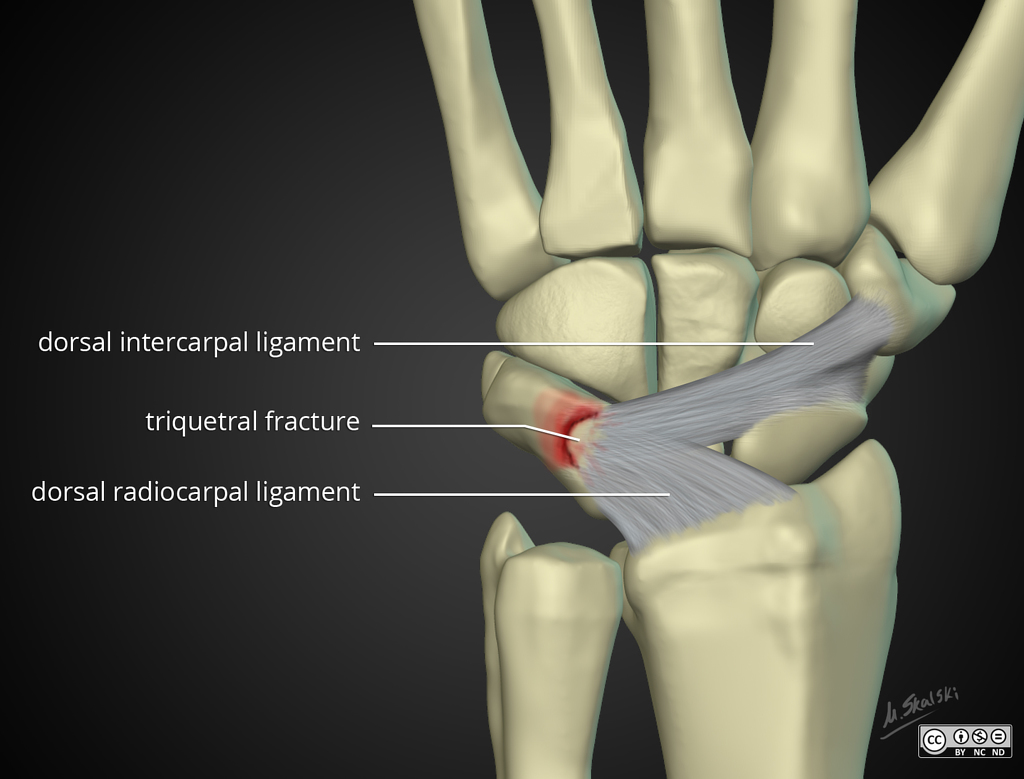 dorsal intercarpal ligament
triquetral fracture
dorsal radiocarpal ligament
M. Skalski
cc
BY NC ND